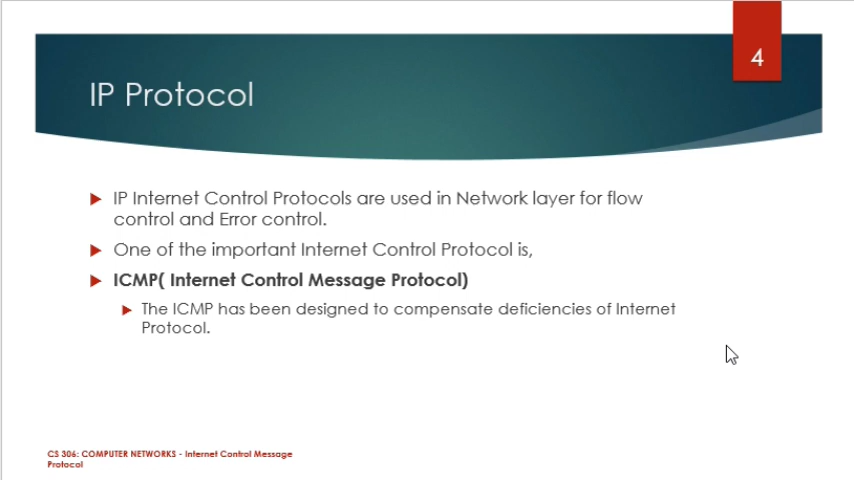 4
IP Protocol
IP Internet Control Protocols are used in Network layer for flow
control and Error control.
One of the important Internet Control Protocol is,
ICMP( Internet Control Message Protocol)
The ICMP has been designed to compensate deficiencies of Internet
Protocol.
CS 306: COMPUTER NETWORKS - Internet Control Message
Protocol